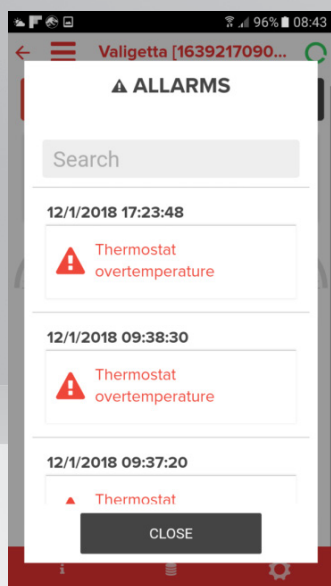 96% 08:43
Valigetta [1639217090...
ALLARMS
Search
12/1/2018 17:23:48
Thermostat
overtemperature
12/1/2018 09:38:30
Thermostat
overtemperature
12/1/2018 09:37:20
Thermostat
CLOSE